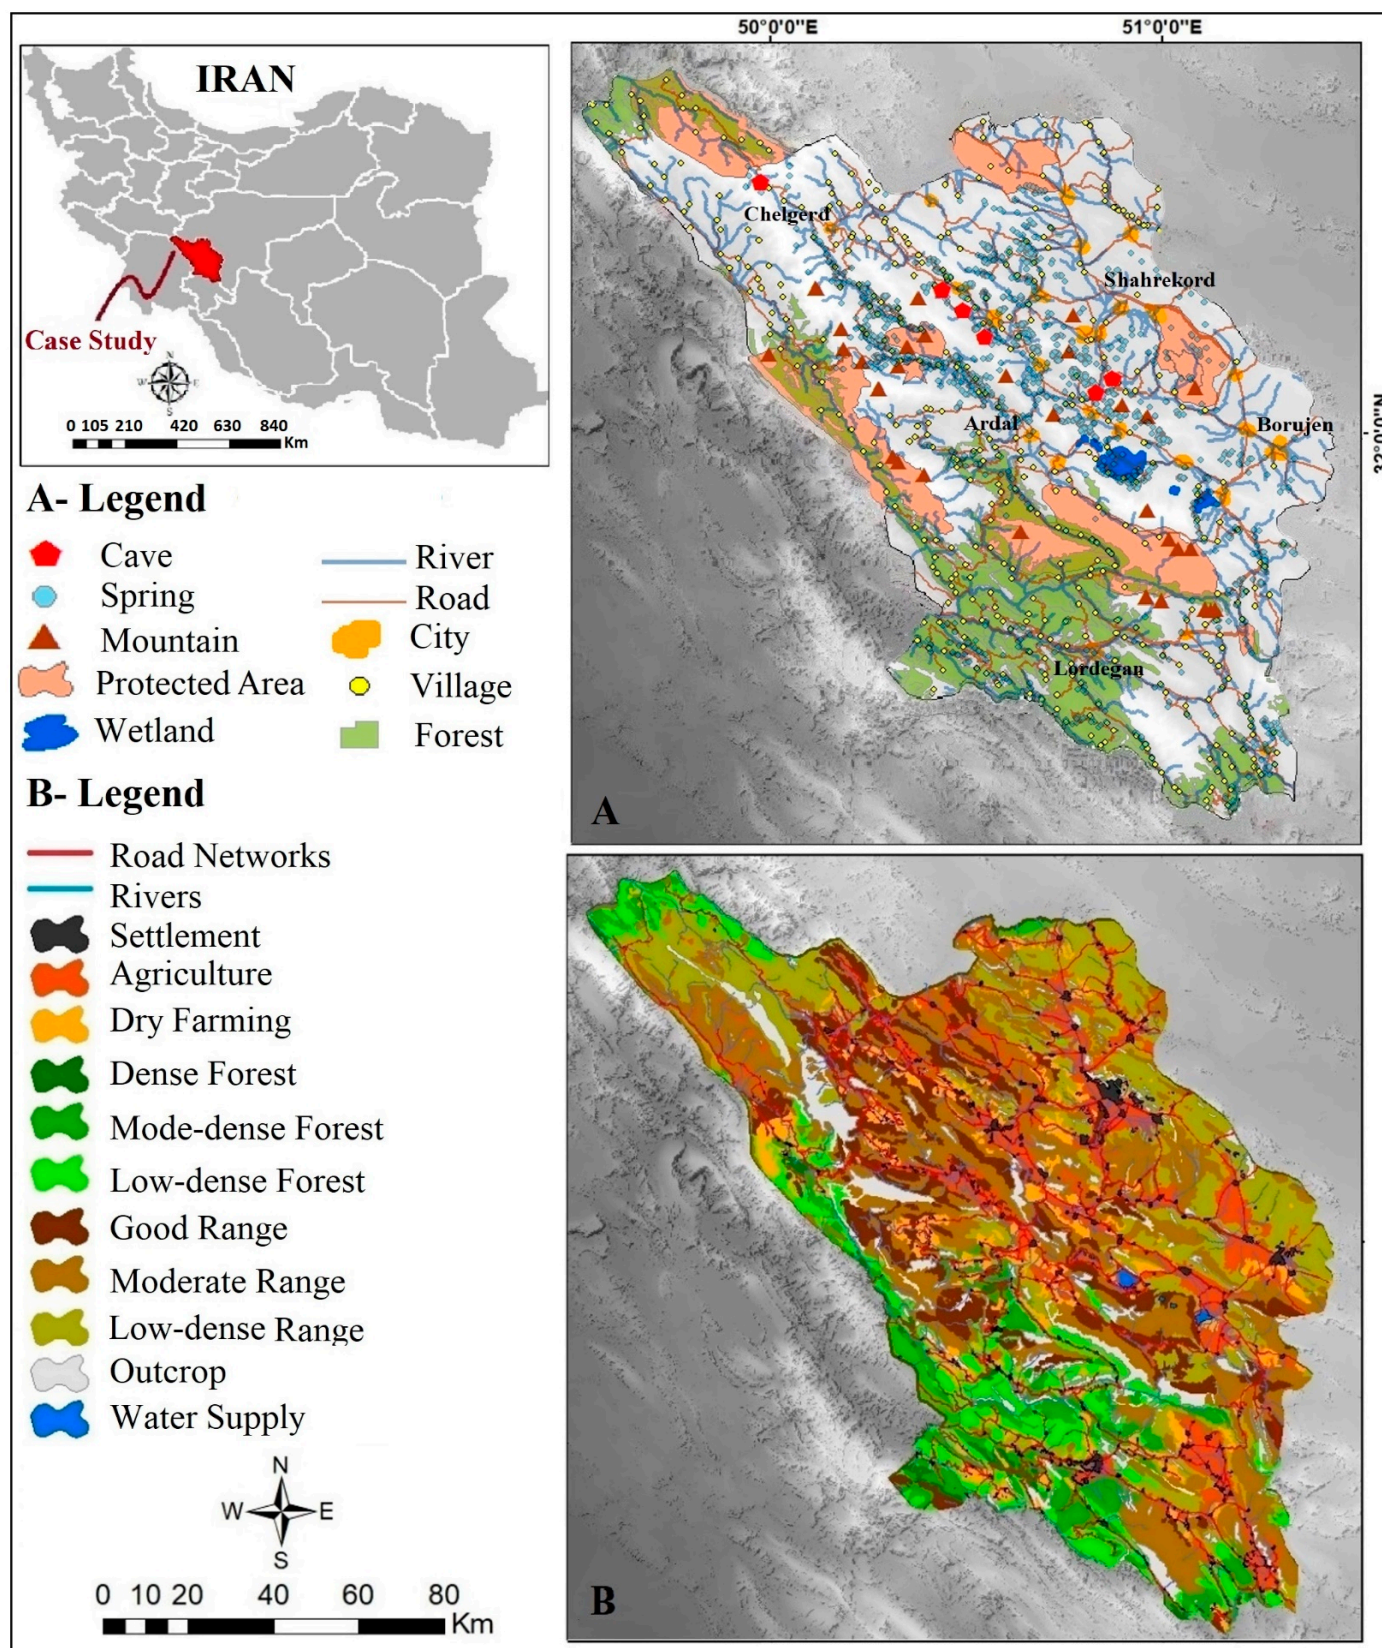 IRAN
Case Study
N
W E
S
0 105 210 420 630 840 Km
50°0'0"E 51°0'0"E
33°0'0"N
Chelgerd
Shahrekord
Ardal
Borujen
Lordegan
A
A- Legend
Cave
River
Spring
Road
Mountain
City
Protected Area
Village
Wetland
Forest
B- Legend
Road Networks
Rivers
Settlement
Agriculture
Dry Farming
Dense Forest
Mode-dense Forest
Low-dense Forest
Good Range
Moderate Range
Low-dense Range
Outcrop
Water Supply
N
W E
S
0 10 20 40 60 80
Km
B